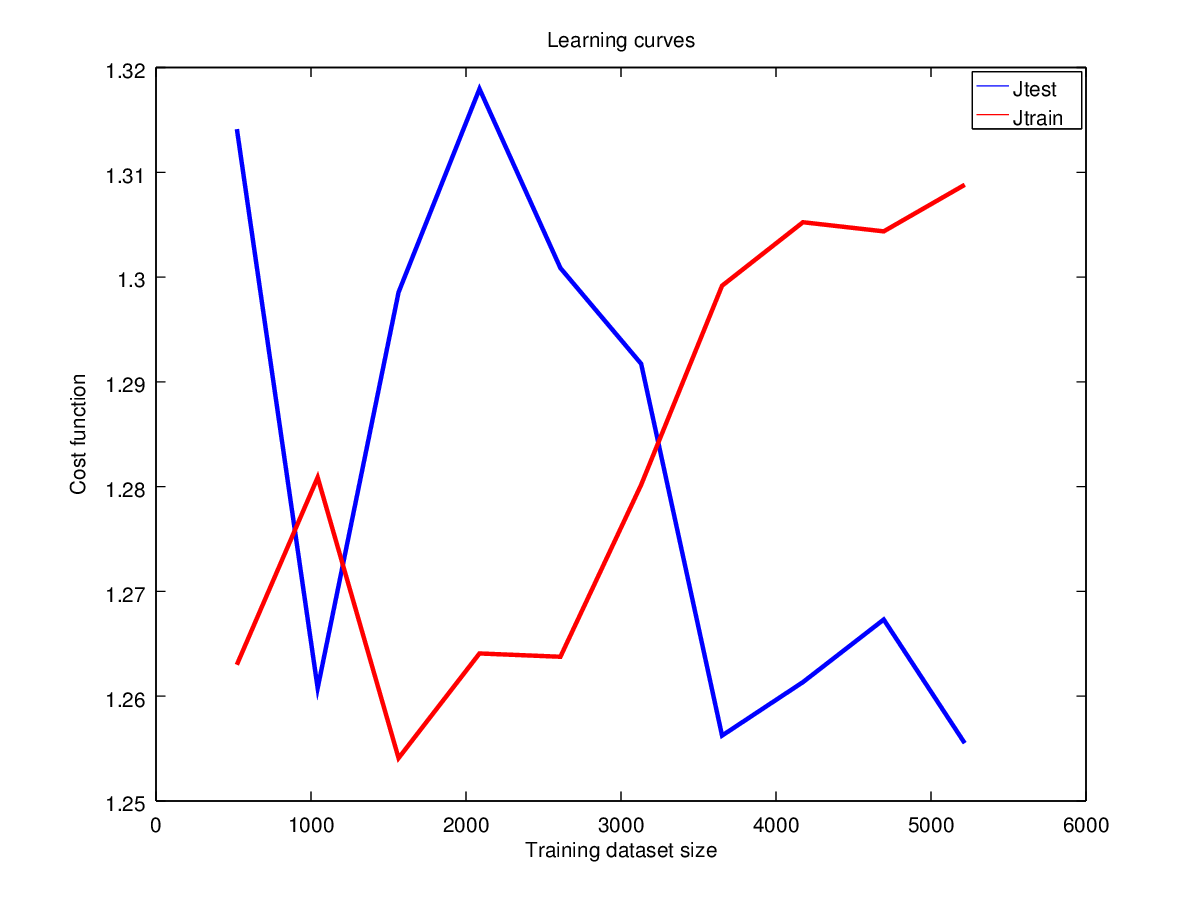 Learning curves
Jtest
Jtrain
1.32
1.31
1.3
1.29
1.28
1.27
1.26
1.25
Cost function
0 1000 2000 3000 4000 5000 6000
Training dataset size